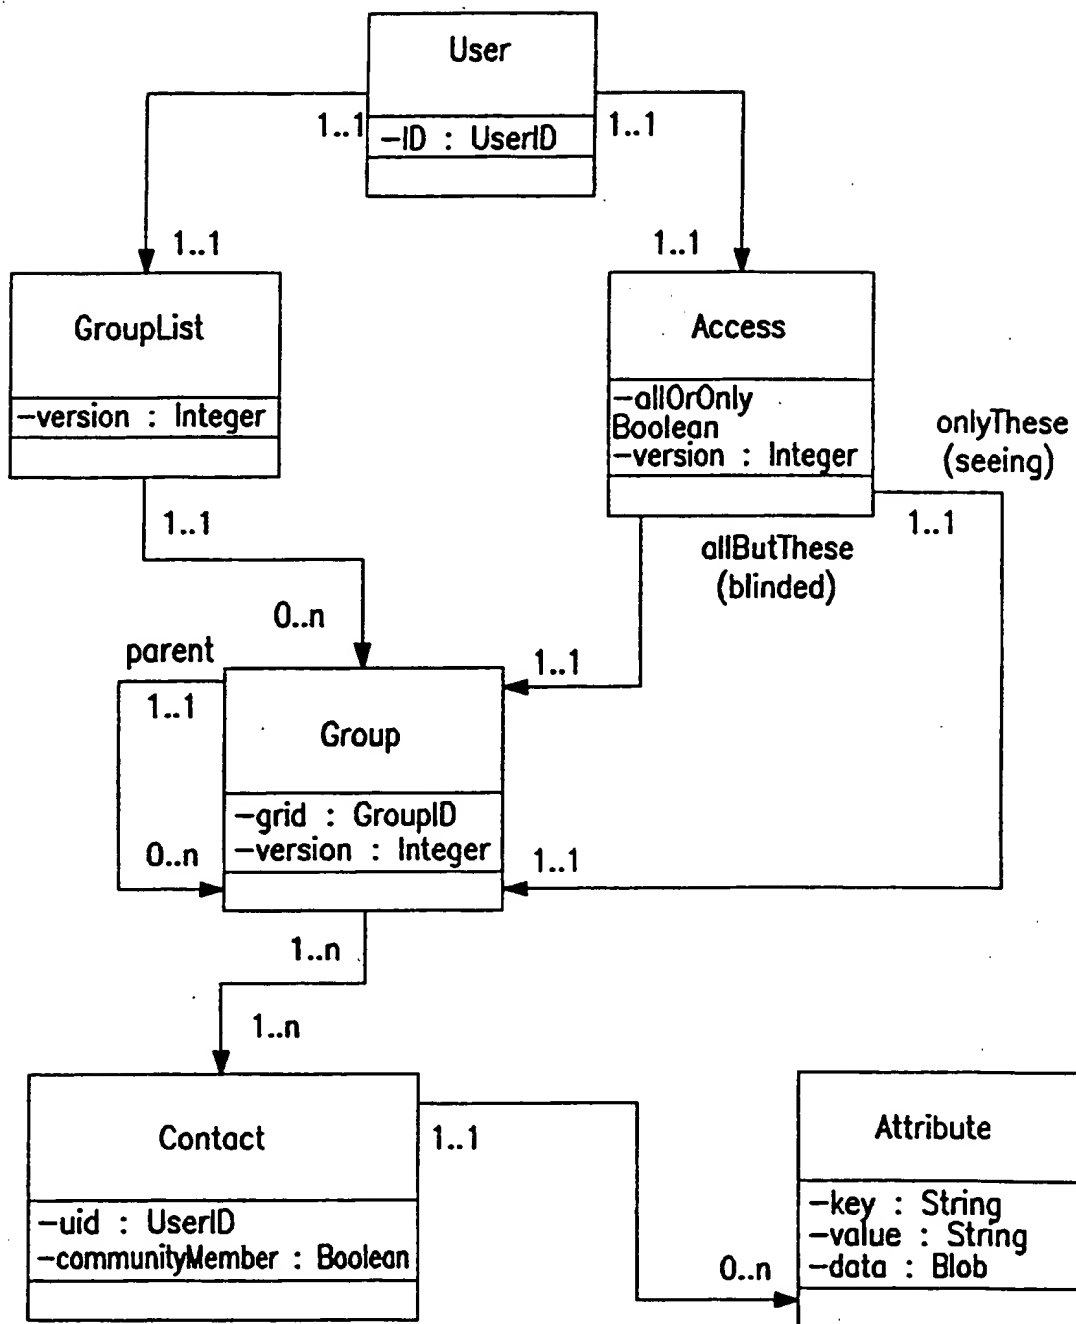 User
1..1
-ID : UserID
1..1
1..1
1..1
GroupList
-version : Integer
Access
-allOrOnly
Boolean
-version : Integer
onlyThese
(seeing)
1..1
1..1
allButThese
(blinded)
0..n
parent
1..1
1..1
Group
-grid : GroupID
-version : Integer
0..n
1..1
1..n
1..n
Contact
-uid : UserID
-communityMember : Boolean
1..1
Attribute
-key : String
-value : String
-data : Blob
0..n